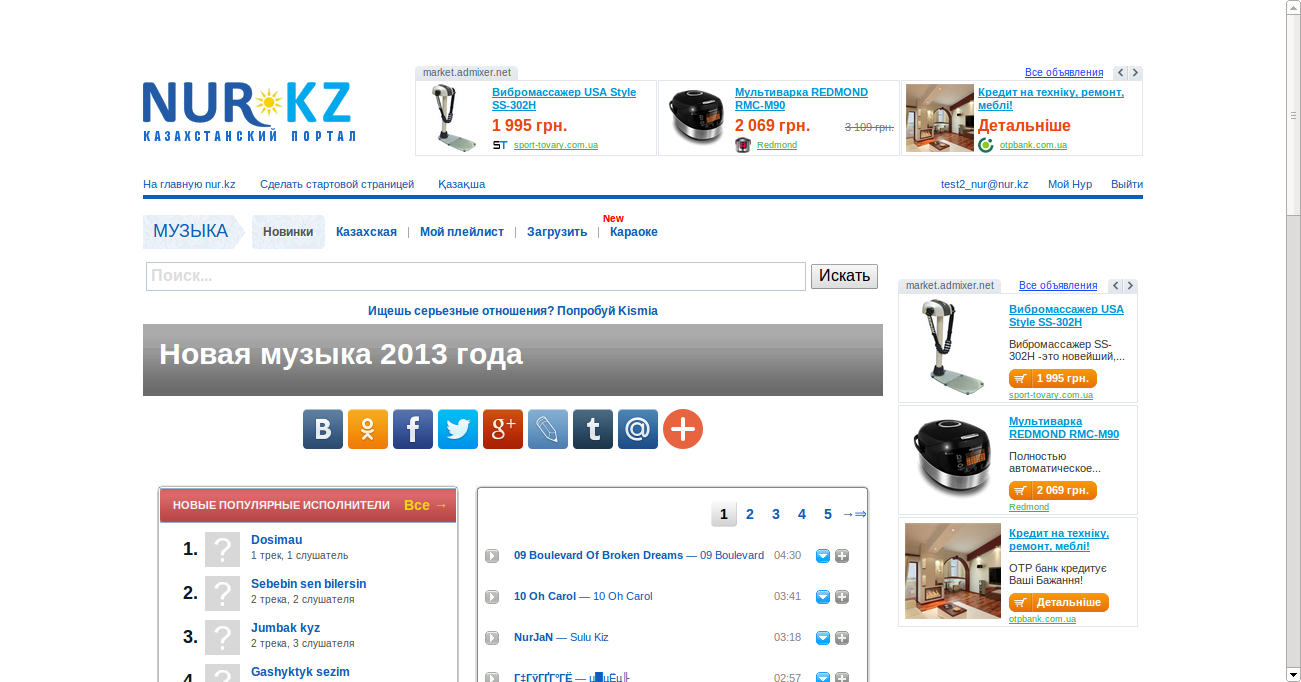 NUR KZ
КАЗАХСТАНСКИЙ ПОРТАЛ
market.admixer.net
Все объявления
Вибромассажер USA Style
SS-302H
1 995 грн.
sport-tovary.com.ua
Мультиварка REDMOND
RMC-M90
2 069 грн. 3 109 грн.
Redmond
Кредит на техніку, ремонт,
меблі!
Детальніше
otpbank.com.ua
На главную nur.kz Сделать стартовой страницей Қазақша
test2_nur@nur.kz Мой Нур Выйти
МУЗЫКА Новинки Казахская Мой плейлист Загрузить Караоке
New
Поиск... Искать
Ищешь серьезные отношения? Попробуй Kismia
Новая музыка 2013 года
НОВЫЕ ПОПУЛЯРНЫЕ ИСПОЛНИТЕЛИ Все →
1. Dosimau
1 трек, 1 слушатель
2. Sebebin sen bilersin
2 трека, 2 слушателя
3. Jumbak kyz
2 трека, 3 слушателя
4. Gashyktyk sezim
1 2 3 4 5 →⇒
09 Boulevard Of Broken Dreams — 09 Boulevard 04:30
10 Oh Carol — 10 Oh Carol 03:41
NurJaN — Sulu Kiz 03:18
02:57
market.admixer.net Все объявления
Вибромассажер USA
Style SS-302H
Вибромассажер SS-
302H -это новейший,...
1 995 грн.
sport-tovary.com.ua
Мультиварка
REDMOND RMC-M90
Полностью
автоматическое...
2 069 грн.
Redmond
Кредит на техніку,
ремонт, меблі!
ОТР банк кредитує
Ваші Бажання!
Детальніше
otpbank.com.ua